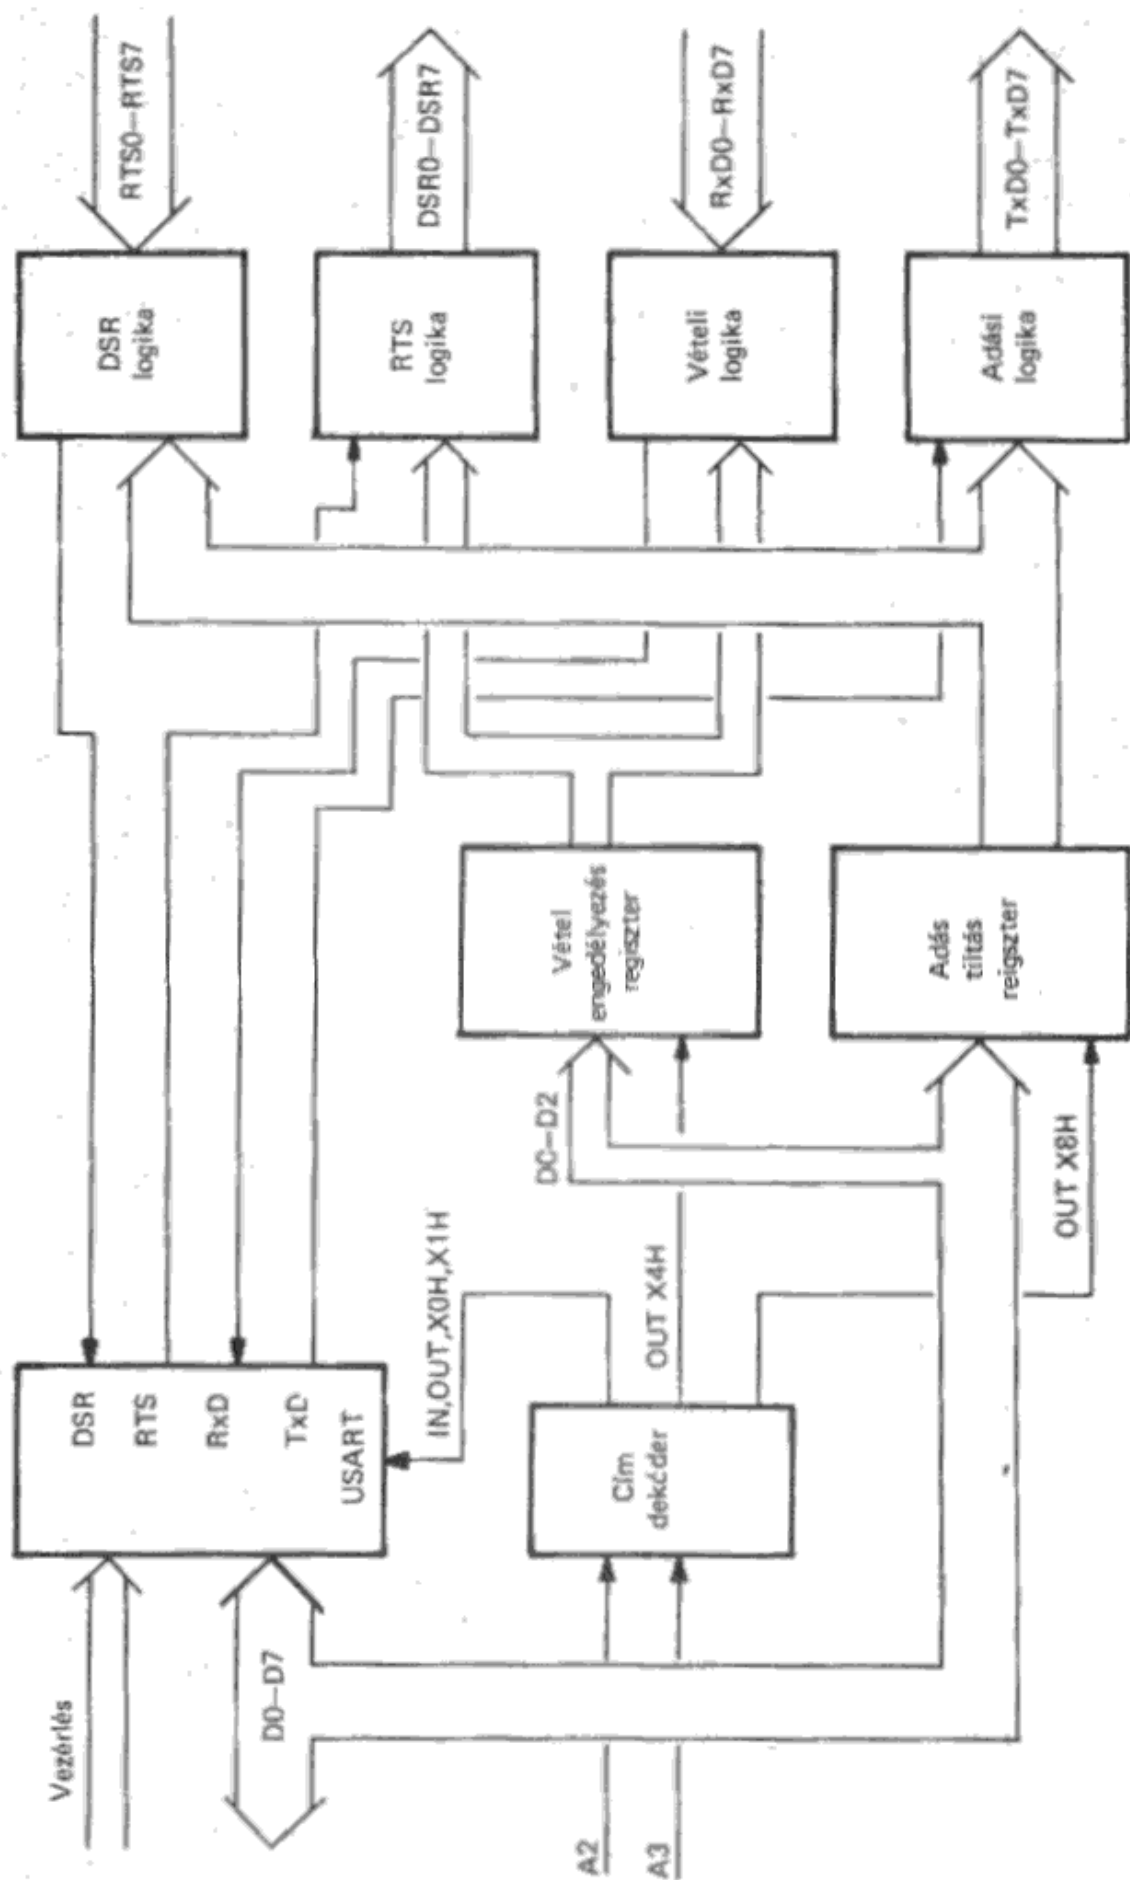 Vezérlés
D0–D7
A2
A3
DSR
RTS
RxD
TxD
USART
IN,OUT,X0H,X1H
Cím
dekóder
OUT X4H
DC–D2
OUT X8H
Vétel
engedélyezés
regiszter
Adás
tiltás
reigszter
DSR
logika
RTS
logika
Vételi
logika
Adási
logika
RTS0–RTS7
DSR0–DSR7
RxD0–RxD7
TxD0–TxD7